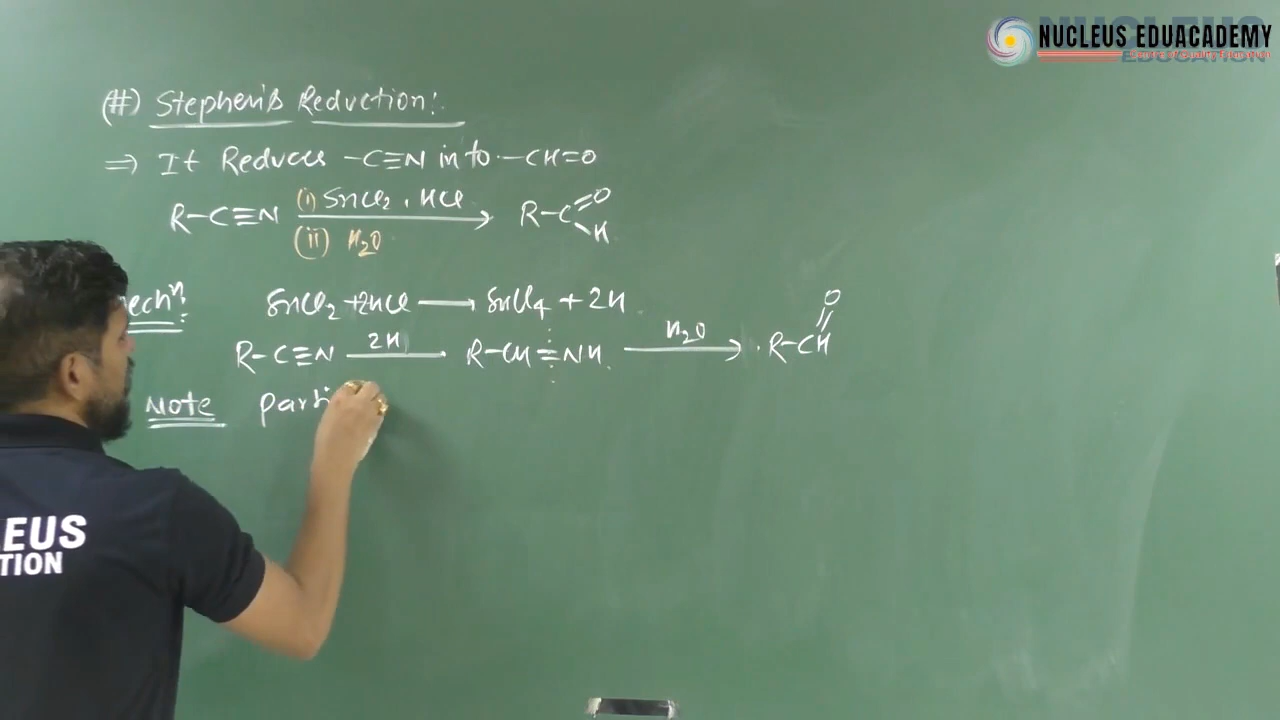 NUCLEUS EDUACADEMY
EDUCATION
(#) Stephen's Reduction:
⇒ It Reduces -C≡N into -CH=O
R-C≡N (i) SnCl2, HCl (ii) H2O → R-C=O H
Mechn: SnCl2 + 2HCl → SnCl4 + 2H
R-C≡N 2H → R-CH=NH H2O → R-CH O
Note parti
EUS
TION